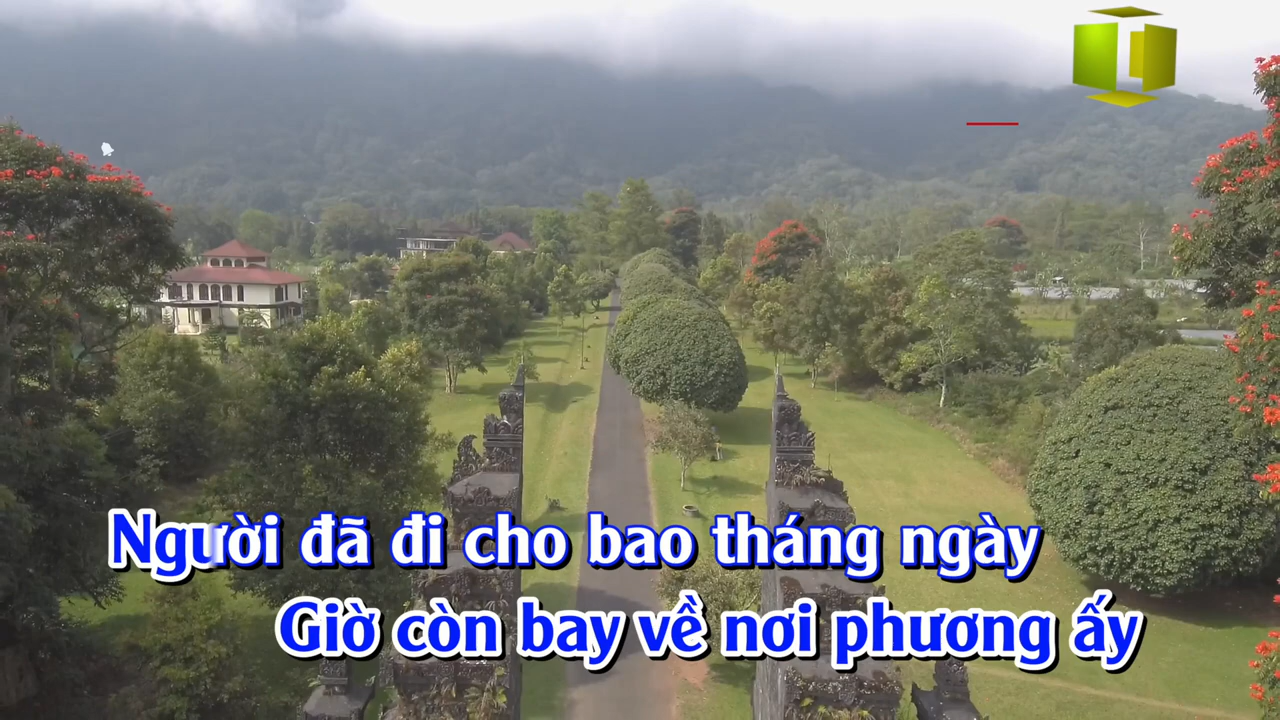 Người đã đi cho bao tháng ngày
Giờ còn bay về nơi phương ấy